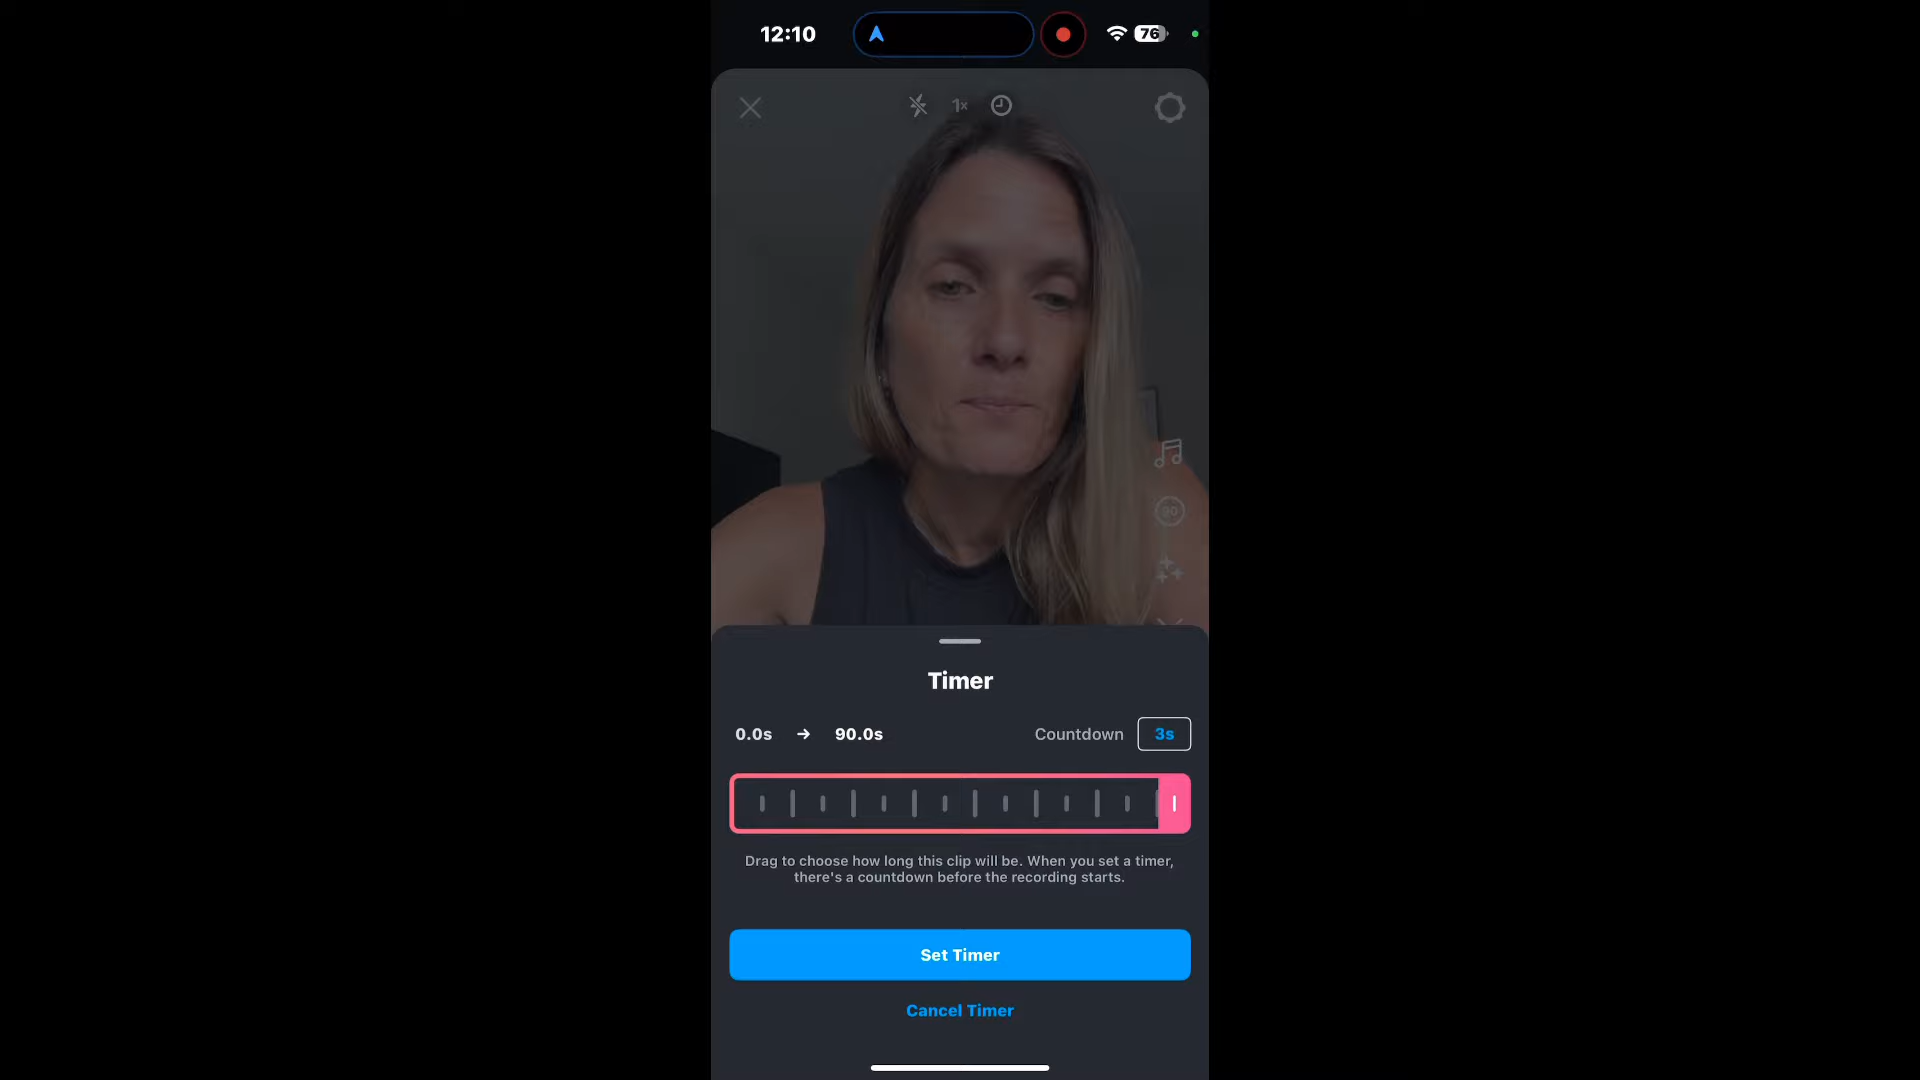 12:10
76
1x
90
Timer
0.0s → 90.0s
Countdown 3s
Drag to choose how long this clip will be. When you set a timer,
there's a countdown before the recording starts.
Set Timer
Cancel Timer